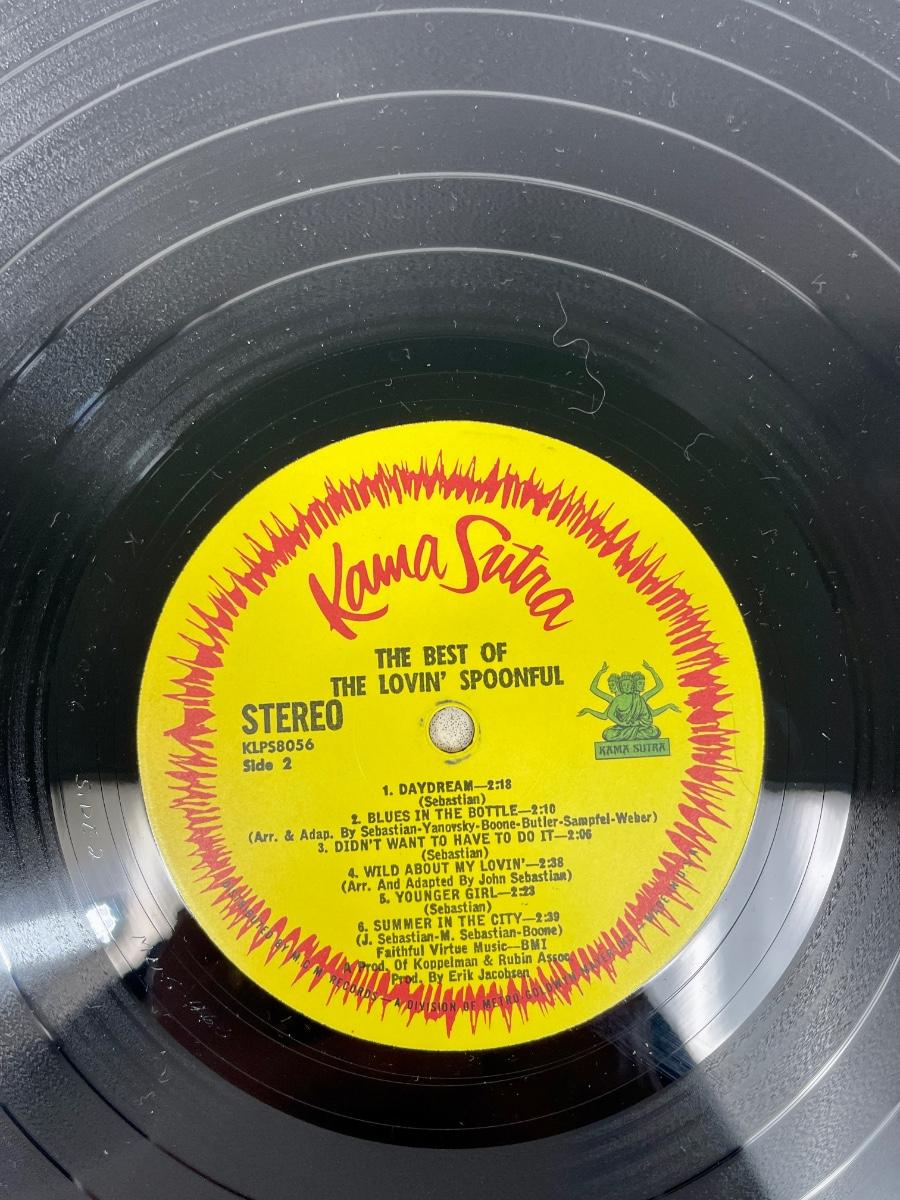 Kama Sutra
THE BEST OF
THE LOVIN' SPOONFUL
STEREO
KLPS8056
Side 2
KAMA SUTRA
1. DAYDREAM—2:18
(Sebastian)
2. BLUES IN THE BOTTLE—2:10
(Arr. & Adap. By Sebastian-Yanovsky-Boone-Butler-Sampfel-Weber)
3. DIDN'T WANT TO HAVE TO DO IT—2:06
(Sebastian)
4. WILD ABOUT MY LOVIN'—2:38
(Arr. And Adapted By John Sebastian)
5. YOUNGER GIRL—2:23
(Sebastian)
6. SUMMER IN THE CITY—2:39
(J. Sebastian-M. Sebastian-Boone)
Faithful Virtue Music—BMI
A Prod. Of Koppelman & Rubin Assoc
Prod. By Erik Jacobsen
BY M G M RECORDS—A DIVISION OF METRO-GOLDWYN-MAYER INC.—MADE IN U.S.A.
SIDE 2